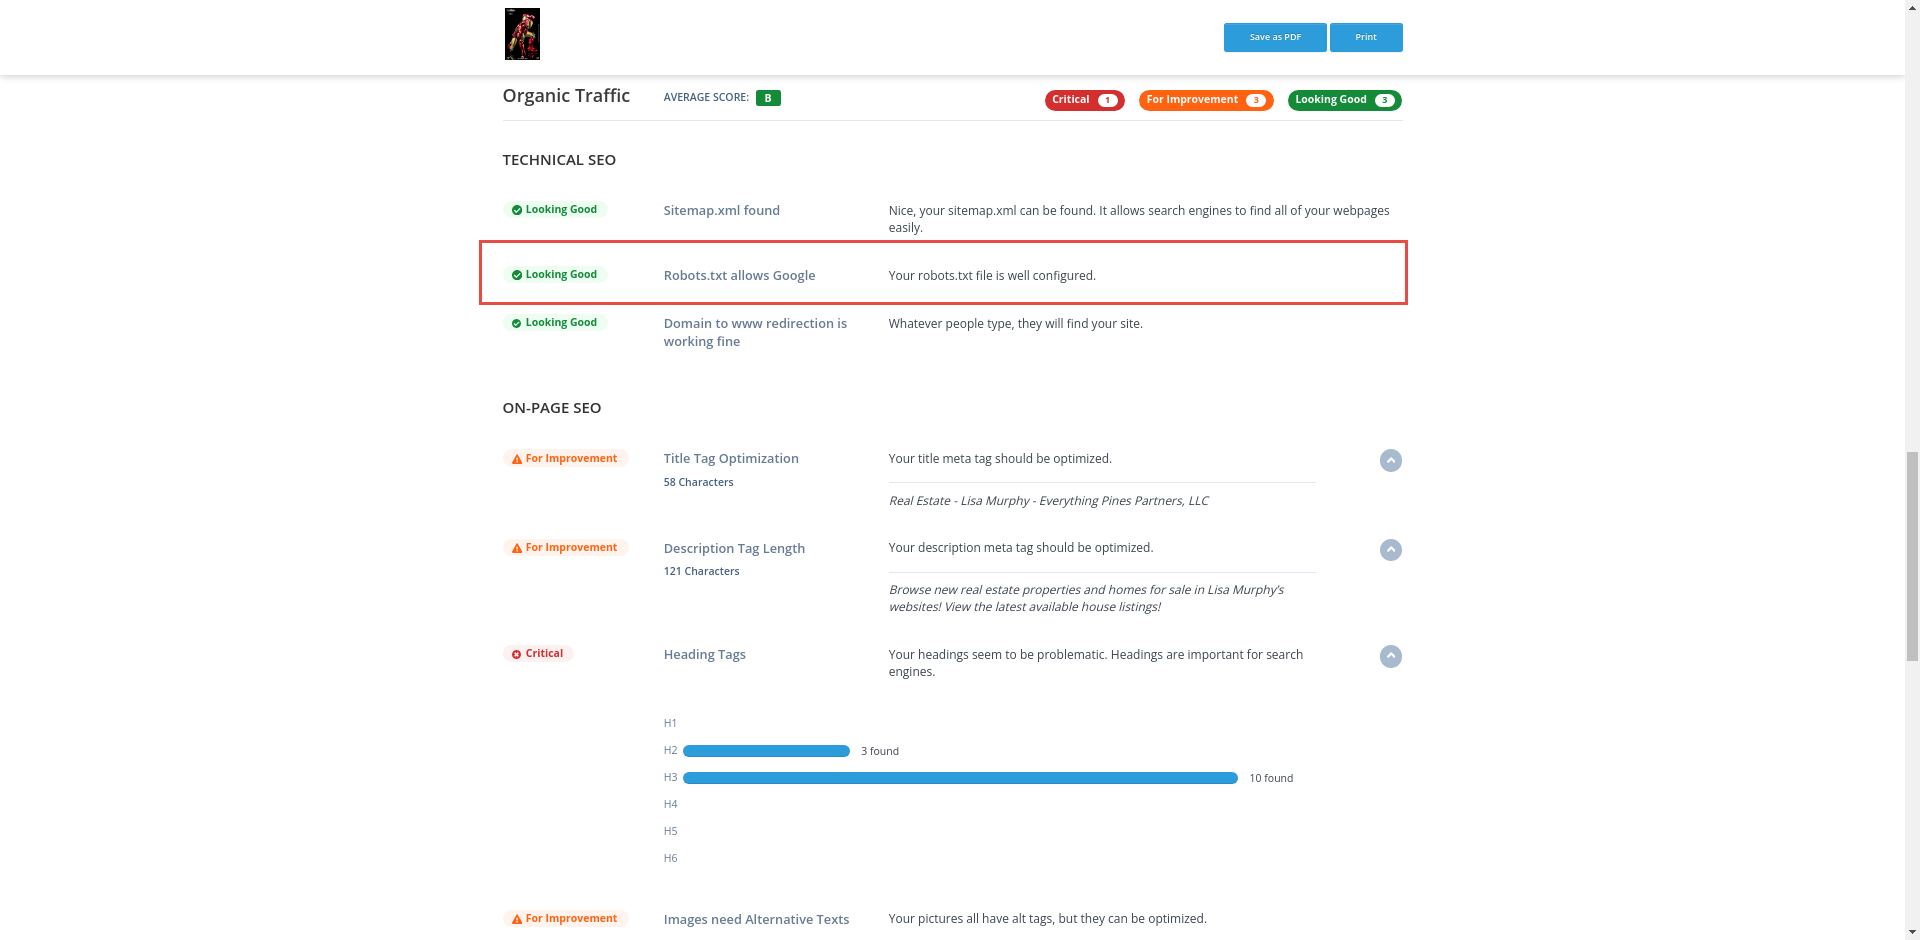 Save as PDF
Print
Organic Traffic
AVERAGE SCORE: B
Critical 1
For Improvement 3
Looking Good 3
TECHNICAL SEO
Looking Good
Sitemap.xml found
Nice, your sitemap.xml can be found. It allows search engines to find all of your webpages
easily.
Looking Good
Robots.txt allows Google
Your robots.txt file is well configured.
Looking Good
Domain to www redirection is
working fine
Whatever people type, they will find your site.
ON-PAGE SEO
For Improvement
Title Tag Optimization
58 Characters
Your title meta tag should be optimized.
Real Estate - Lisa Murphy - Everything Pines Partners, LLC
For Improvement
Description Tag Length
121 Characters
Your description meta tag should be optimized.
Browse new real estate properties and homes for sale in Lisa Murphy's
websites! View the latest available house listings!
Critical
Heading Tags
Your headings seem to be problematic. Headings are important for search
engines.
H1
H2 3 found
H3 10 found
H4
H5
H6
For Improvement
Images need Alternative Texts
Your pictures all have alt tags, but they can be optimized.